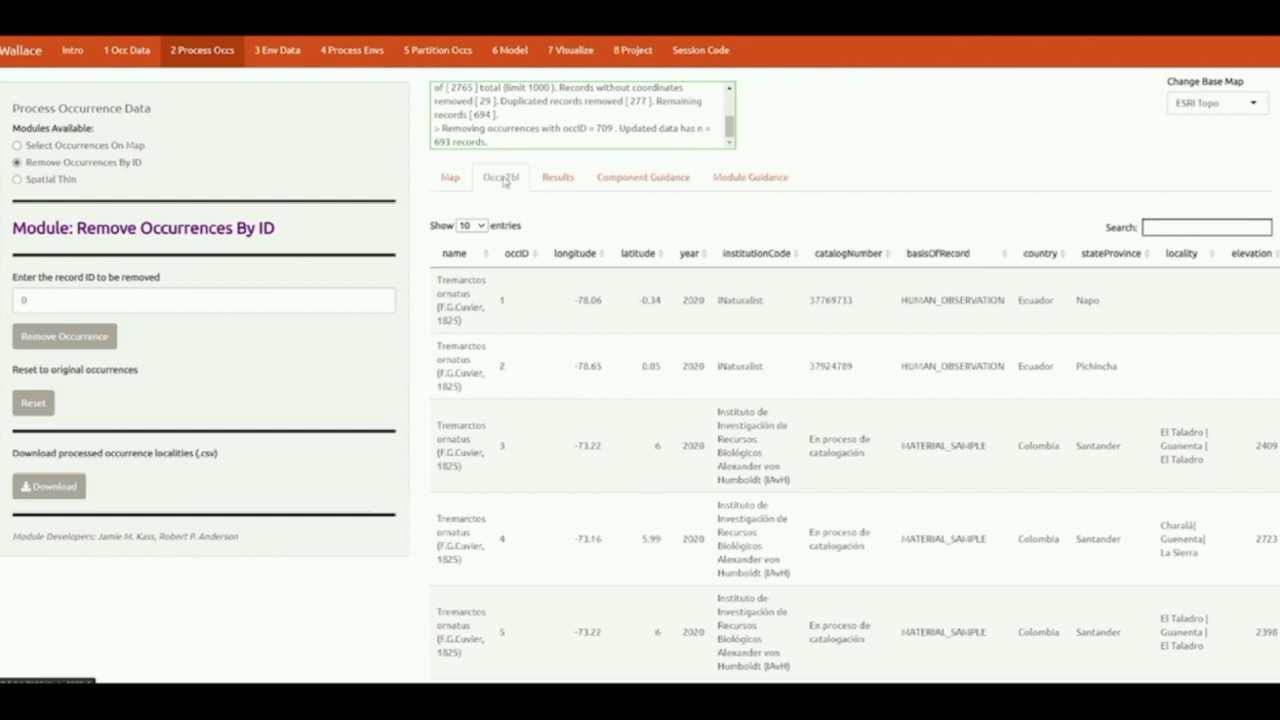 Wallace Intro 1 Occ Data 2 Process Occs 3 Env Data 4 Process Envs 5 Partition Occs 6 Model 7 Visualize 8 Project Session Code
Process Occurrence Data
Modules Available:
Select Occurrences On Map
Remove Occurrences By ID
Spatial Thin
Module: Remove Occurrences By ID
Enter the record ID to be removed
0
Remove Occurrence
Reset to original occurrences
Reset
Download processed occurrence localities (.csv)
Download
Module Developers: Jamie M. Kass, Robert P. Anderson
of [ 2765 ] total (limit 1000 ). Records without coordinates
removed [ 29 ]. Duplicated records removed [ 277 ]. Remaining
records [ 694 ].
> Removing occurrences with occID = 709 . Updated data has n =
693 records.
Change Base Map
ESRI Topo
Map Occs Tbl Results Component Guidance Module Guidance
Show 10 entries
Search:
name occID longitude latitude year institutionCode catalogNumber basisOfRecord country stateProvince locality elevation
Tremarctos
ornatus
(F.G.Cuvier,
1825)
1 -78.06 -0.34 2020 iNaturalist 37769733 HUMAN_OBSERVATION Ecuador Napo
Tremarctos
ornatus
(F.G.Cuvier,
1825)
2 -78.65 0.05 2020 iNaturalist 37924789 HUMAN_OBSERVATION Ecuador Pichincha
Tremarctos
ornatus
(F.G.Cuvier,
1825)
3 -73.22 6 2020
Instituto de
Investigación de
Recursos
Biológicos
Alexander von
Humboldt (IAvH)
En proceso de
catalogación
MATERIAL_SAMPLE Colombia Santander
El Taladro |
Guanenta |
El Taladro
2409
Tremarctos
ornatus
(F.G.Cuvier,
1825)
4 -73.16 5.99 2020
Instituto de
Investigación de
Recursos
Biológicos
Alexander von
Humboldt (IAvH)
En proceso de
catalogación
MATERIAL_SAMPLE Colombia Santander
Charalá|
Guenenta|
La Sierra
2723
Tremarctos
ornatus
(F.G.Cuvier,
1825)
5 -73.22 6 2020
Instituto de
Investigación de
Recursos
Biológicos
Alexander von
Humboldt (IAvH)
En proceso de
catalogación
MATERIAL_SAMPLE Colombia Santander
El Taladro |
Guanenta |
El Taladro
2398